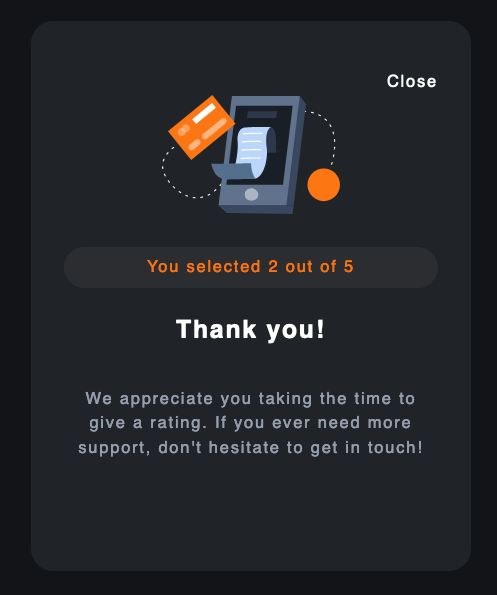 Close
You selected 2 out of 5
Thank you!
We appreciate you taking the time to
give a rating. If you ever need more
support, don't hesitate to get in touch!